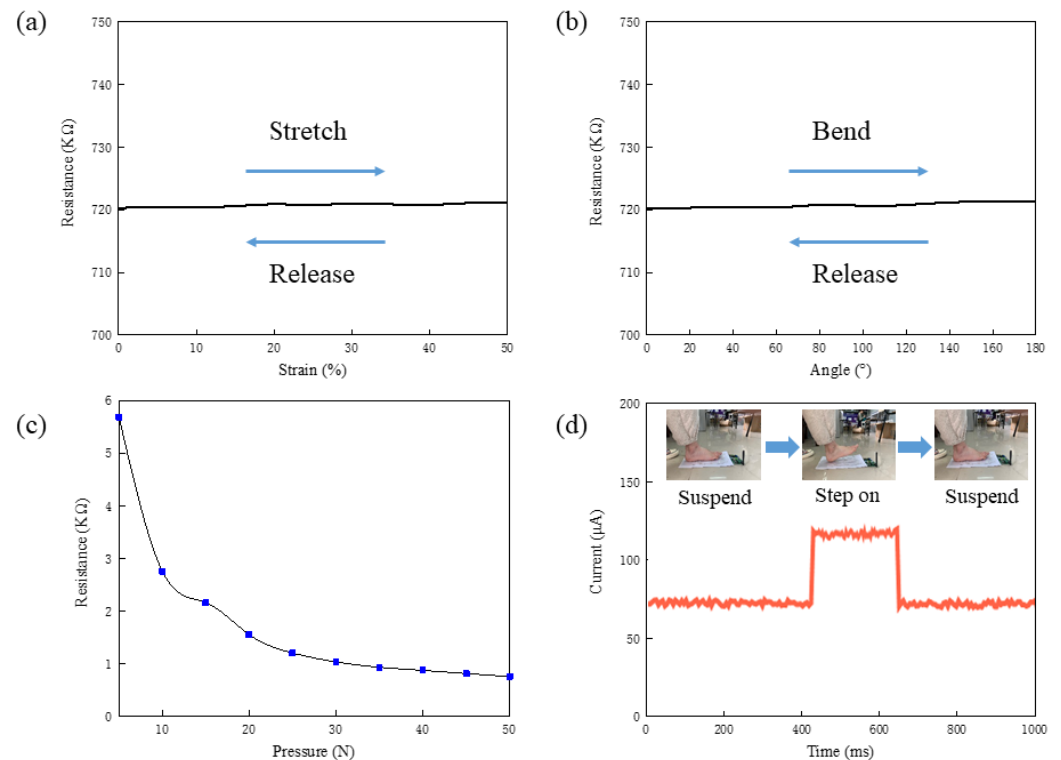 (a)
750
740
730
720
710
700
Resistance (KΩ)
Stretch
Release
0 10 20 30 40 50
Strain (%)
(b)
750
740
730
720
710
700
Resistance (KΩ)
Bend
Release
0 20 40 60 80 100 120 140 160 180
Angle (°)
(c)
6
5
4
3
2
1
0
Resistance (KΩ)
10 20 30 40 50
Pressure (N)
(d)
200
150
100
50
0
Current (μA)
Suspend Step on Suspend
0 200 400 600 800 1000
Time (ms)